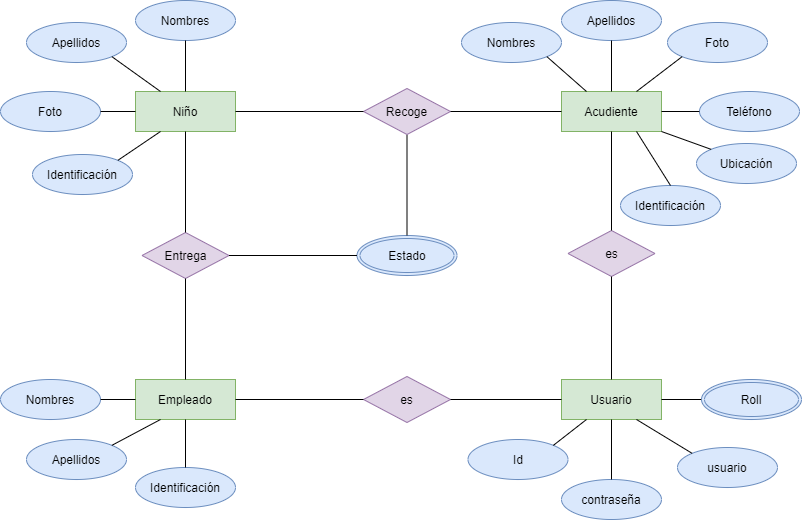 Nombres
Apellidos
Foto
Niño
Identificación
Recoge
Apellidos
Nombres
Foto
Acudiente
Teléfono
Ubicación
Identificación
Entrega
Estado
es
Nombres
Empleado
Apellidos
Identificación
es
Usuario
Roll
Id
usuario
contraseña